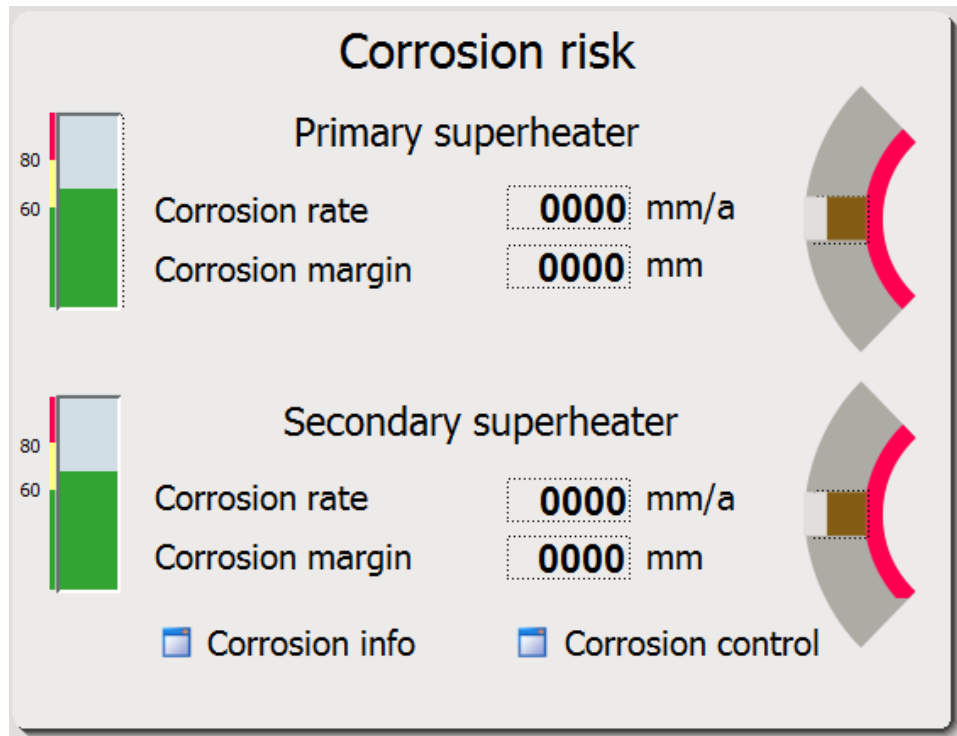 Corrosion risk
Primary superheater
80
60
Corrosion rate 0000 mm/a
Corrosion margin 0000 mm
Secondary superheater
80
60
Corrosion rate 0000 mm/a
Corrosion margin 0000 mm
Corrosion info Corrosion control